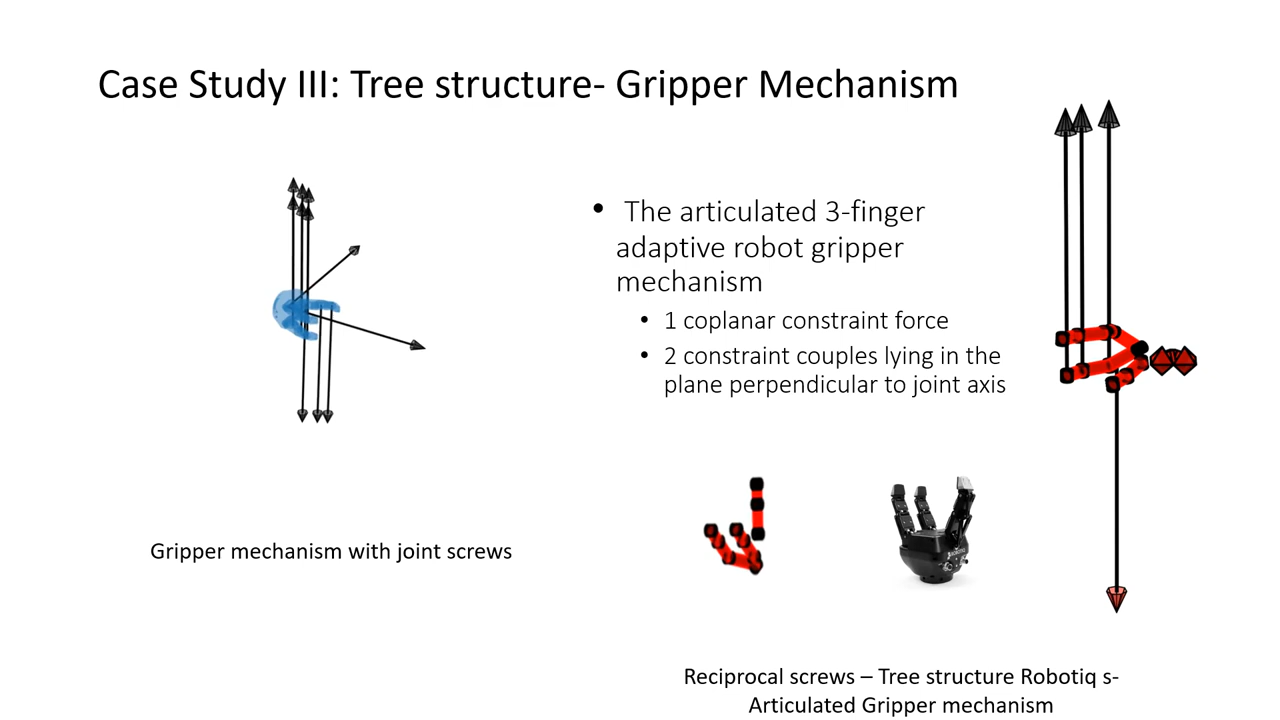 Case Study III: Tree structure- Gripper Mechanism
• The articulated 3-finger
adaptive robot gripper
mechanism
• 1 coplanar constraint force
• 2 constraint couples lying in the
plane perpendicular to joint axis
Gripper mechanism with joint screws
Reciprocal screws – Tree structure Robotiq s-
Articulated Gripper mechanism